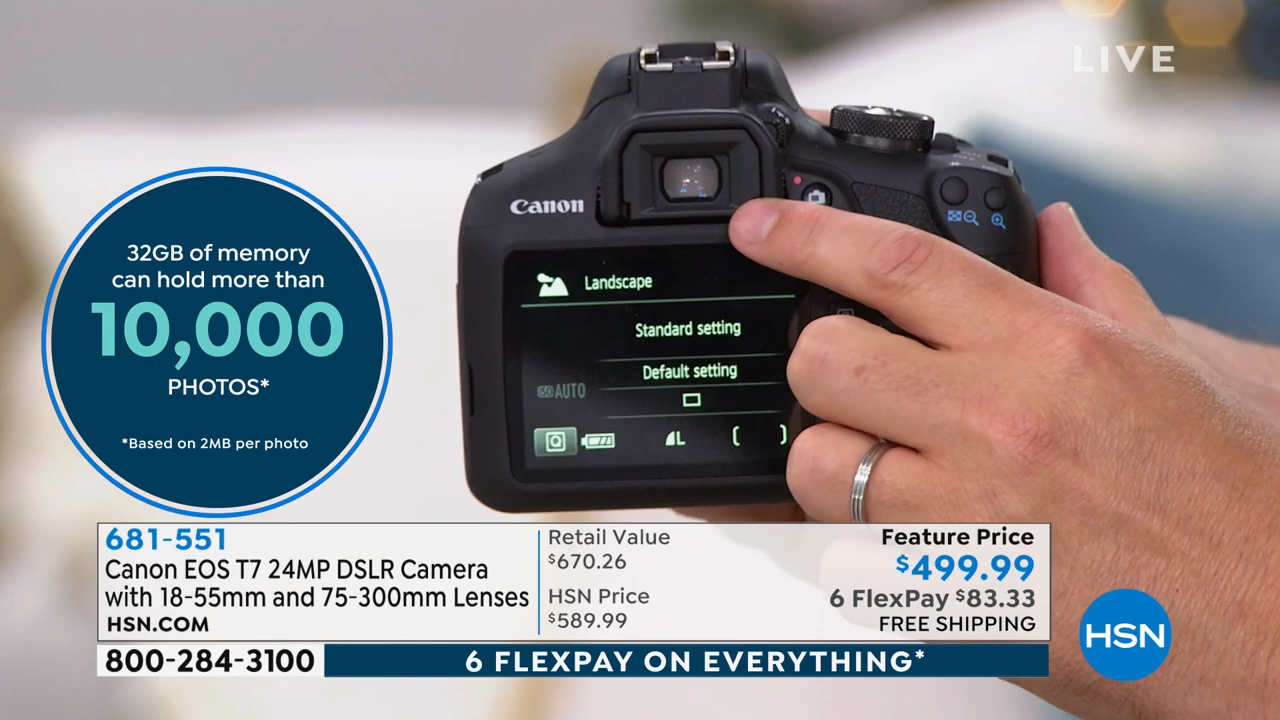 LIVE
Canon
Landscape
Standard setting
Default setting
ISO AUTO
Q
L
32GB of memory
can hold more than
10,000
PHOTOS*
*Based on 2MB per photo
681-551
Canon EOS T7 24MP DSLR Camera
with 18-55mm and 75-300mm Lenses
HSN.COM
Retail Value
$670.26
HSN Price
$589.99
Feature Price
$499.99
6 FlexPay $83.33
FREE SHIPPING
HSN
800-284-3100
6 FLEXPAY ON EVERYTHING*